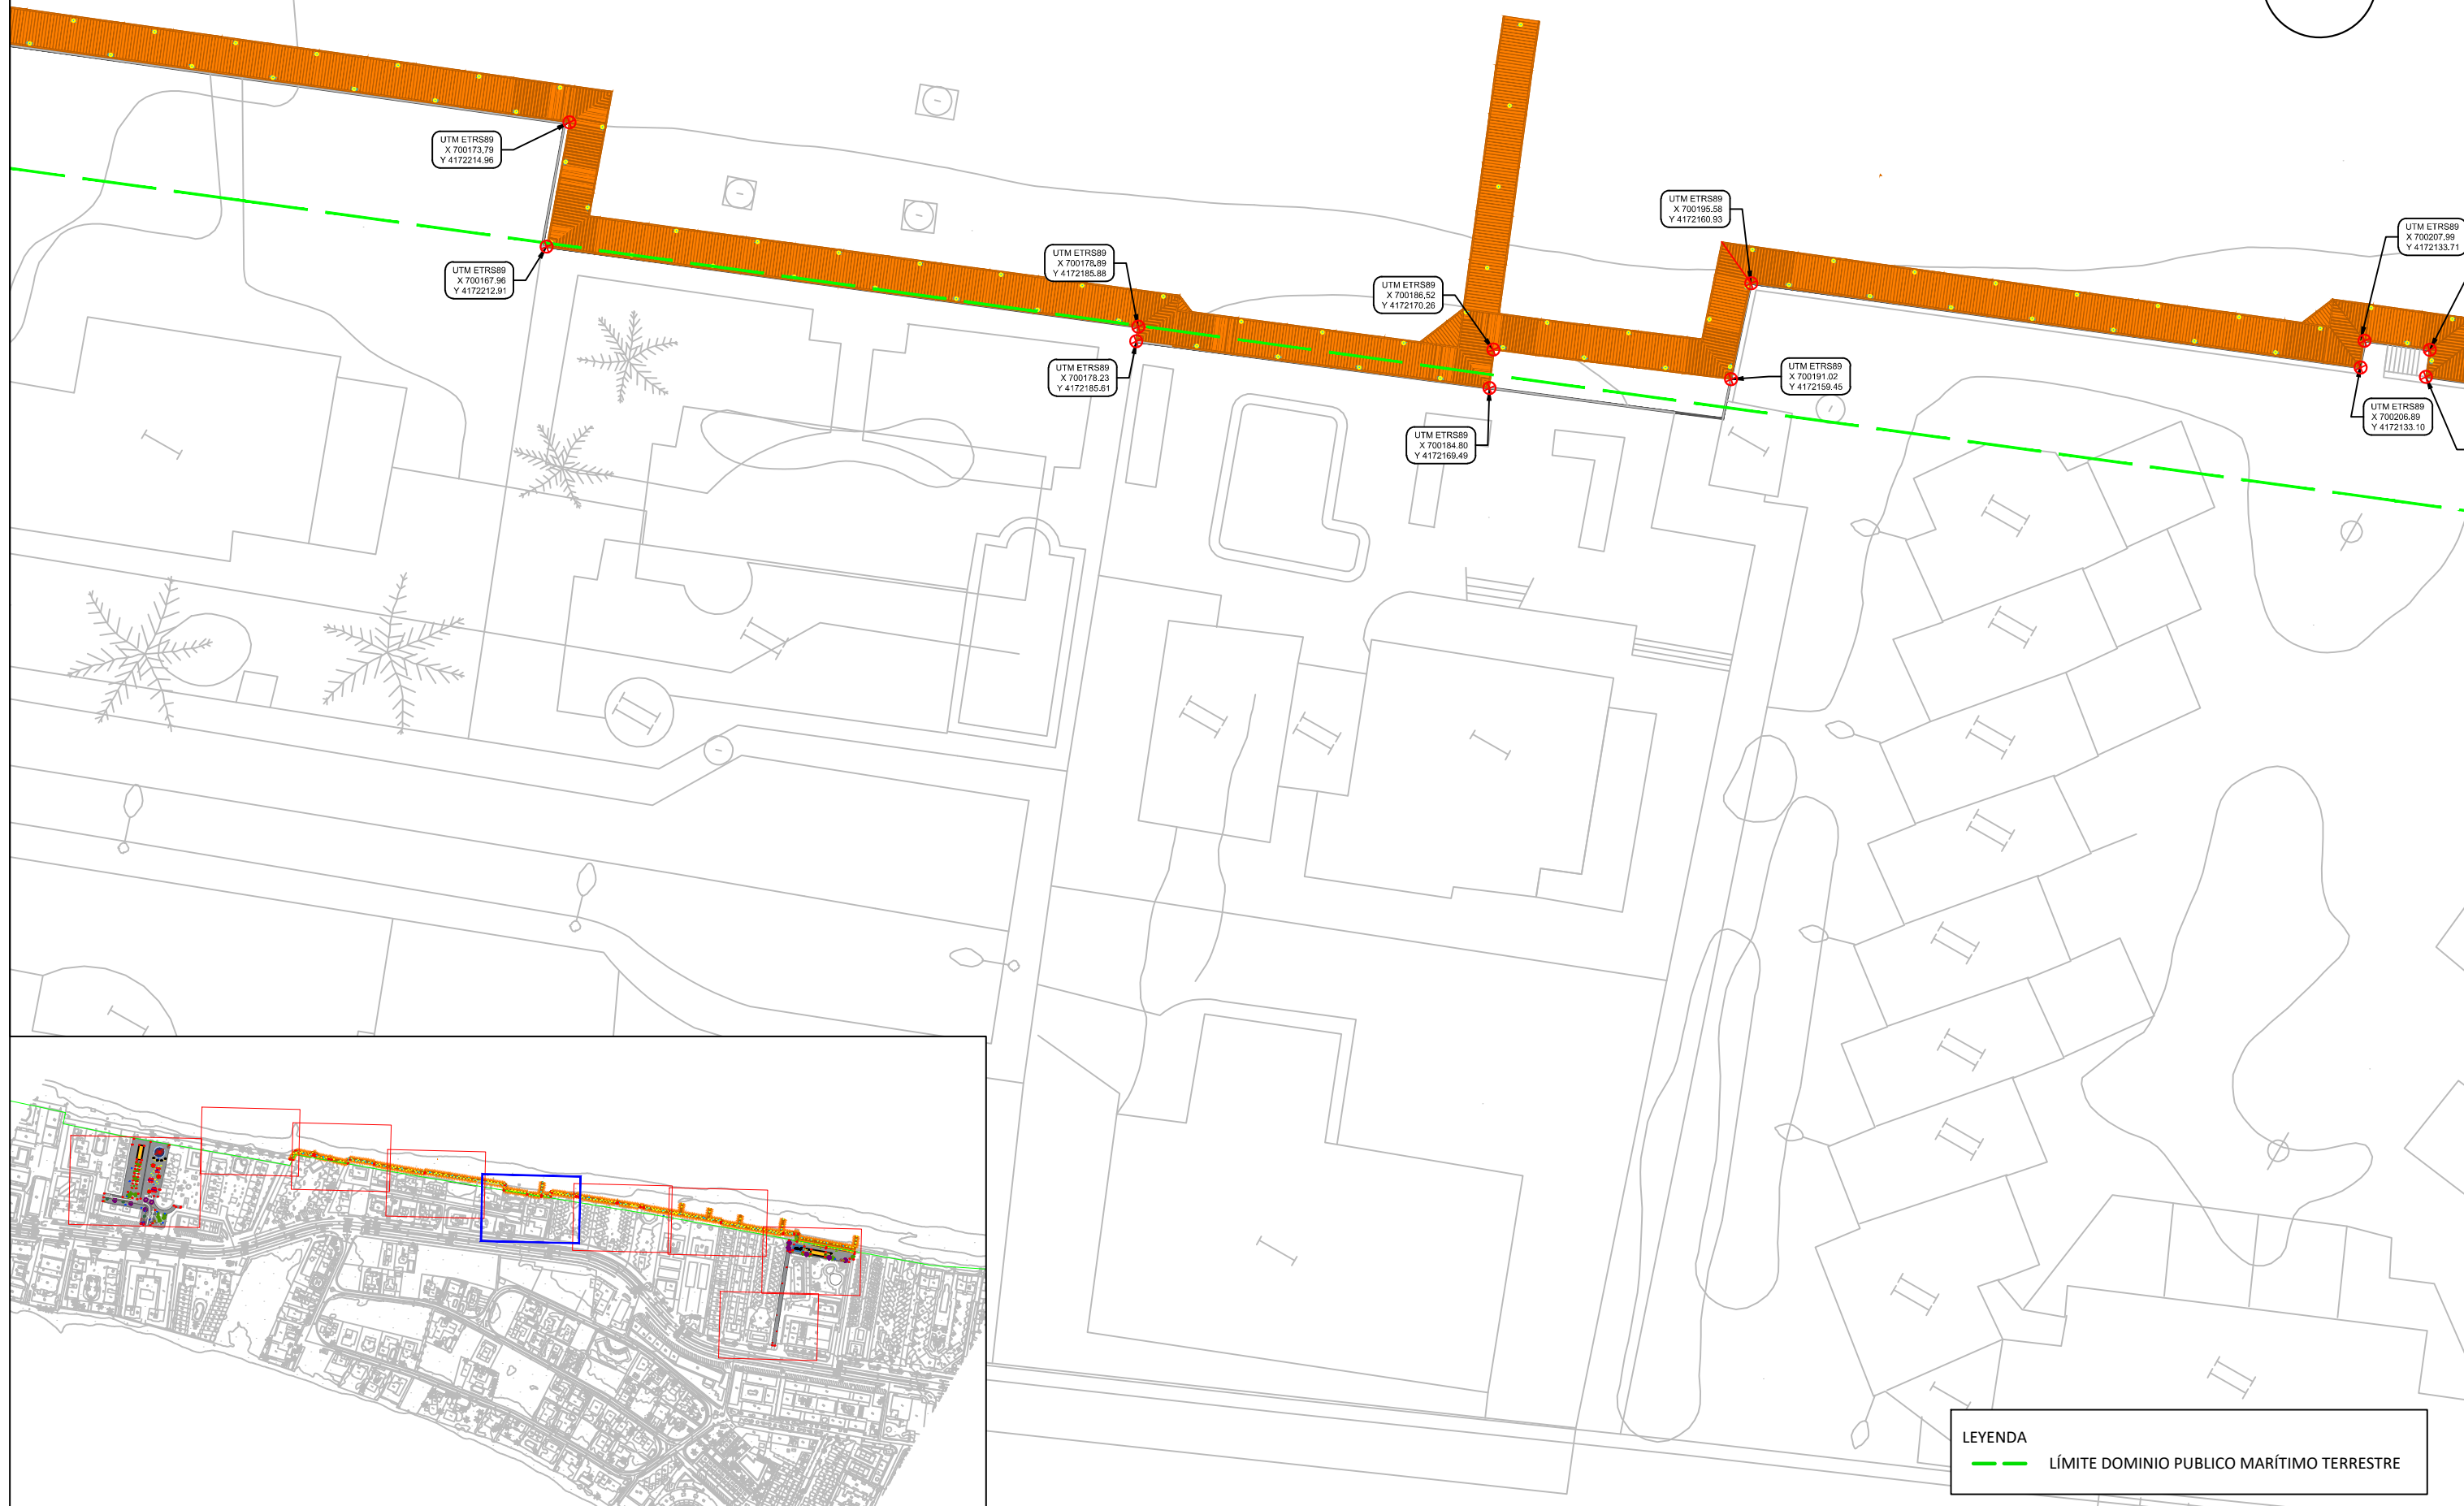 UTM ETRS89
X 700173,79
Y 4172214.96
UTM ETRS89
X 700167.96
Y 4172212.91
UTM ETRS89
X 700178.89
Y 4172185.88
UTM ETRS89
X 700178.23
Y 4172185.61
UTM ETRS89
X 700186,52
Y 4172170.26
UTM ETRS89
X 700184.80
Y 4172169.49
UTM ETRS89
X 700195.58
Y 4172160.93
UTM ETRS89
X 700191.02
Y 4172159.45
UTM ETRS89
X 700207,99
Y 4172133.71
UTM ETRS89
X 700206.89
Y 4172133.10
LEYENDA
LÍMITE DOMINIO PUBLICO MARÍTIMO TERRESTRE